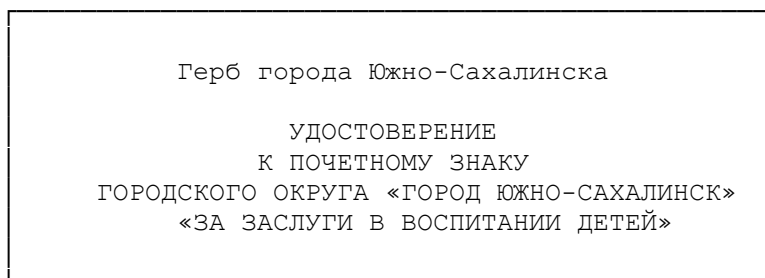 Герб города Южно-Сахалинска
УДОСТОВЕРЕНИЕ
К ПОЧЕТНОМУ ЗНАКУ
ГОРОДСКОГО ОКРУГА «ГОРОД ЮЖНО-САХАЛИНСК»
«ЗА ЗАСЛУГИ В ВОСПИТАНИИ ДЕТЕЙ»